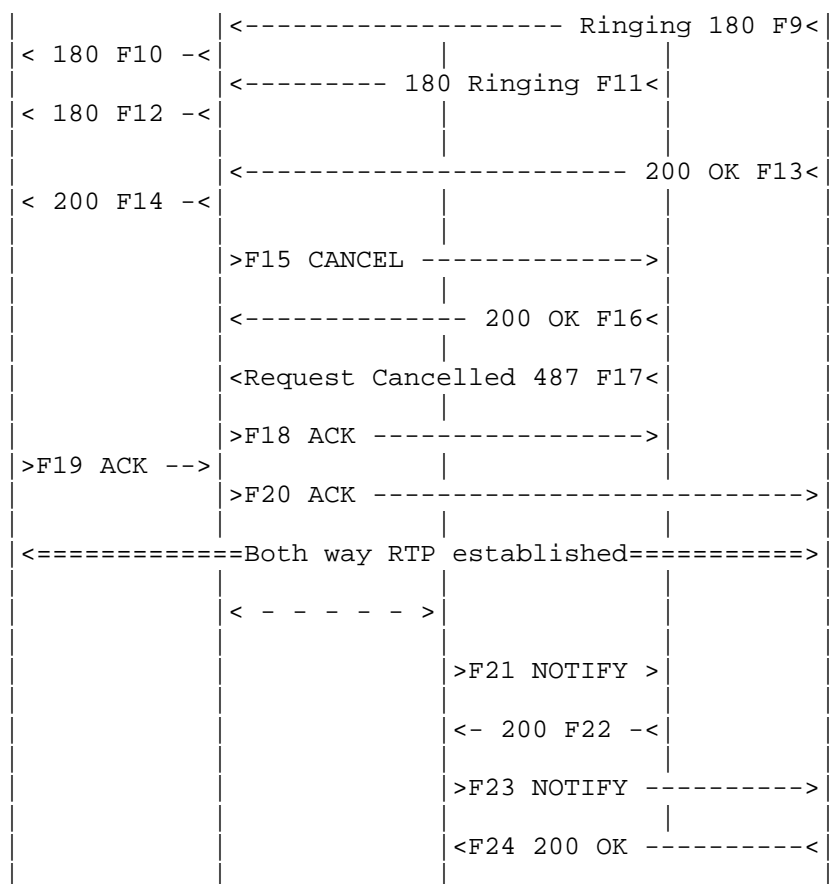 |<-------------------- Ringing 180 F9<|
|< 180 F10 -<|
|<--------- 180 Ringing F11<|
|< 180 F12 -<|
|<------------------------ 200 OK F13<|
|< 200 F14 -<|
|>F15 CANCEL -------------->|
|<-------------- 200 OK F16<|
|<Request Cancelled 487 F17<|
|>F18 ACK ----------------->|
|>F19 ACK -->|
|>F20 ACK --------------------------->|
|<=============Both way RTP established===========>|
|< - - - - - >|
|>F21 NOTIFY >|
|<- 200 F22 -<|
|>F23 NOTIFY ---------->|
|<F24 200 OK ----------<|